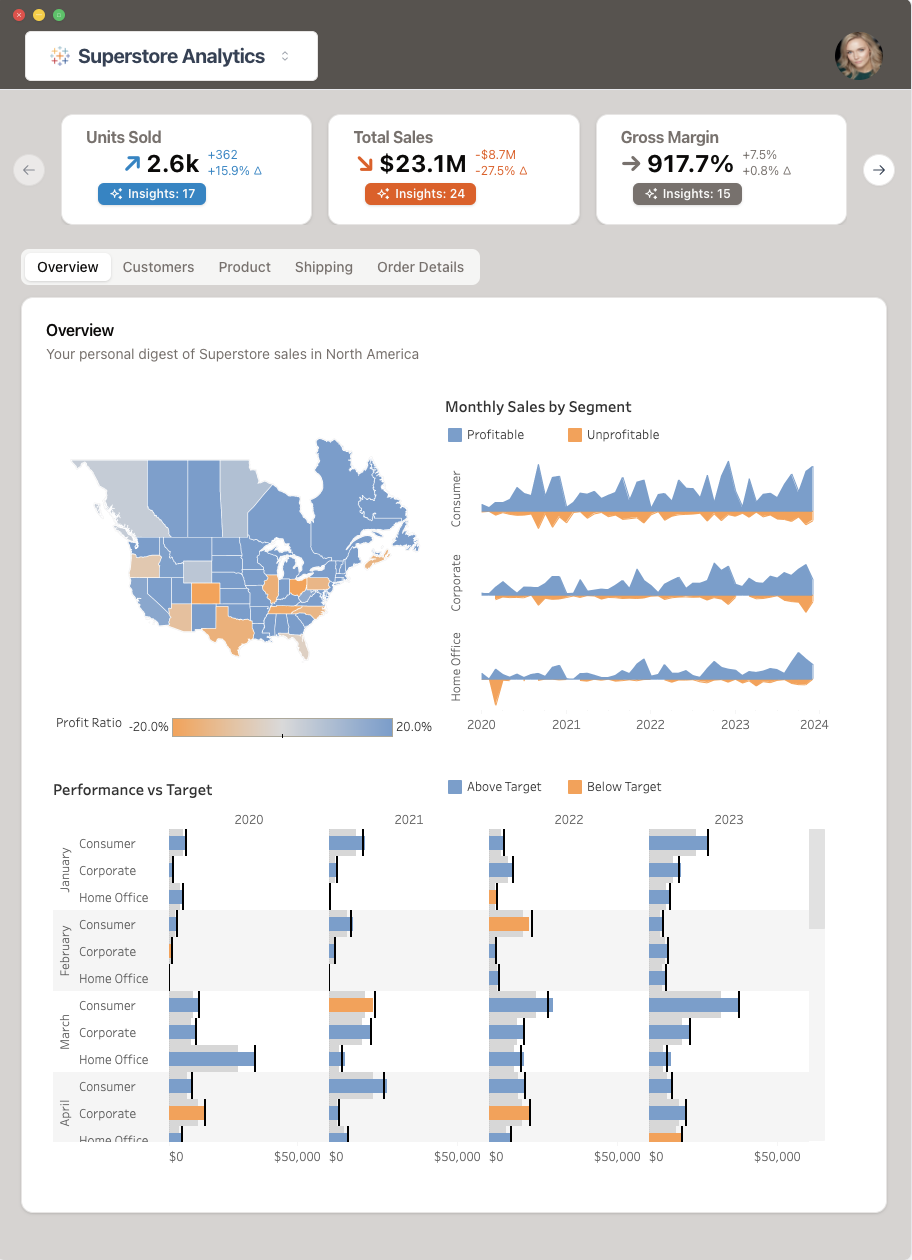 Superstore Analytics
Units Sold
2.6k
+362
+15.9% Δ
Insights: 17
Total Sales
$23.1M
-$8.7M
-27.5% Δ
Insights: 24
Gross Margin
917.7%
+7.5%
+0.8% Δ
Insights: 15
Overview Customers Product Shipping Order Details
Overview
Your personal digest of Superstore sales in North America
Monthly Sales by Segment
Profitable Unprofitable
Consumer
Corporate
Home Office
2020 2021 2022 2023 2024
Profit Ratio -20.0% 20.0%
Performance vs Target
Above Target Below Target
2020 2021 2022 2023
January
Consumer
Corporate
Home Office
February
Consumer
Corporate
Home Office
March
Consumer
Corporate
Home Office
April
Consumer
Corporate
Home Office
$0 $50,000 $0 $50,000 $0 $50,000 $0 $50,000